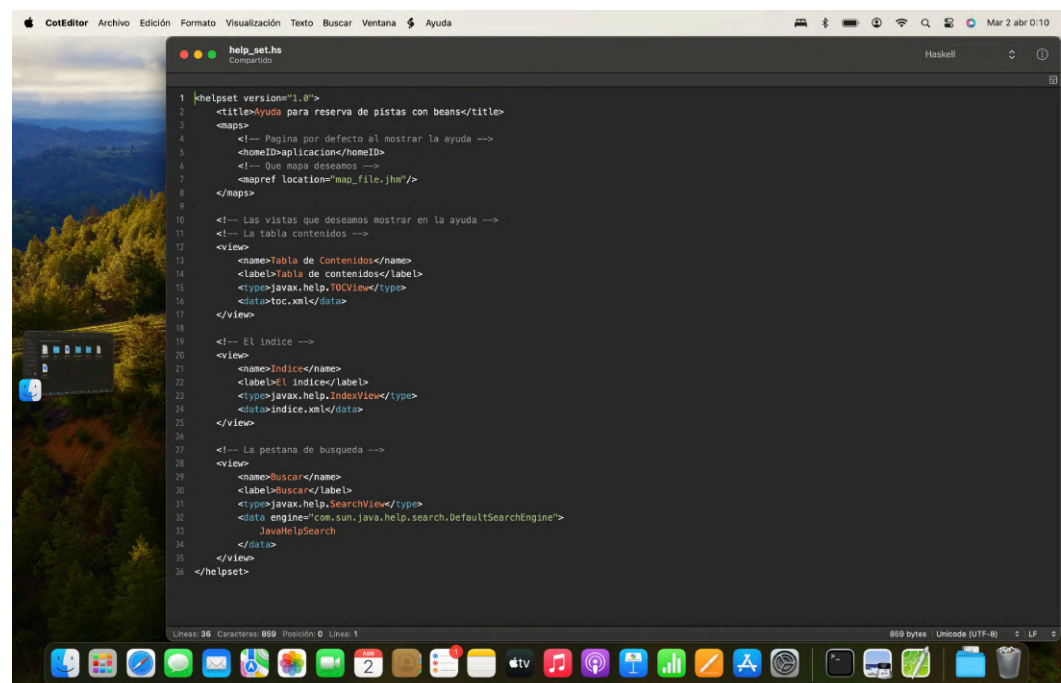 CotEditor Archivo Edición Formato Visualización Texto Buscar Ventana Ayuda Mar 2 abr 0:10
help_set.hs
Compartido
Haskell
1 <helpset version="1.0">
2 <title>Ayuda para reserva de pistas con beans</title>
3 <maps>
4 <!-- Pagina por defecto al mostrar la ayuda -->
5 <homeID>aplicacion</homeID>
6 <!-- Que mapa deseamos -->
7 <mapref location="map_file.jhm"/>
8 </maps>
9
10 <!-- Las vistas que deseamos mostrar en la ayuda -->
11 <!-- La tabla contenidos -->
12 <view>
13 <name>Tabla de Contenidos</name>
14 <label>Tabla de contenidos</label>
15 <type>javax.help.TOCView</type>
16 <data>toc.xml</data>
17 </view>
18
19 <!-- El indice -->
20 <view>
21 <name>Indice</name>
22 <label>El indice</label>
23 <type>javax.help.IndexView</type>
24 <data>indice.xml</data>
25 </view>
26
27 <!-- La pestana de busqueda -->
28 <view>
29 <name>Buscar</name>
30 <label>Buscar</label>
31 <type>javax.help.SearchView</type>
32 <data engine="com.sun.java.help.search.DefaultSearchEngine">
33 JavaHelpSearch
34 </data>
35 </view>
36 </helpset>
Líneas: 36 Caracteres: 859 Posición: 0 Línea: 1 859 bytes Unicode (UTF-8) LF
ABR
2
1
tv